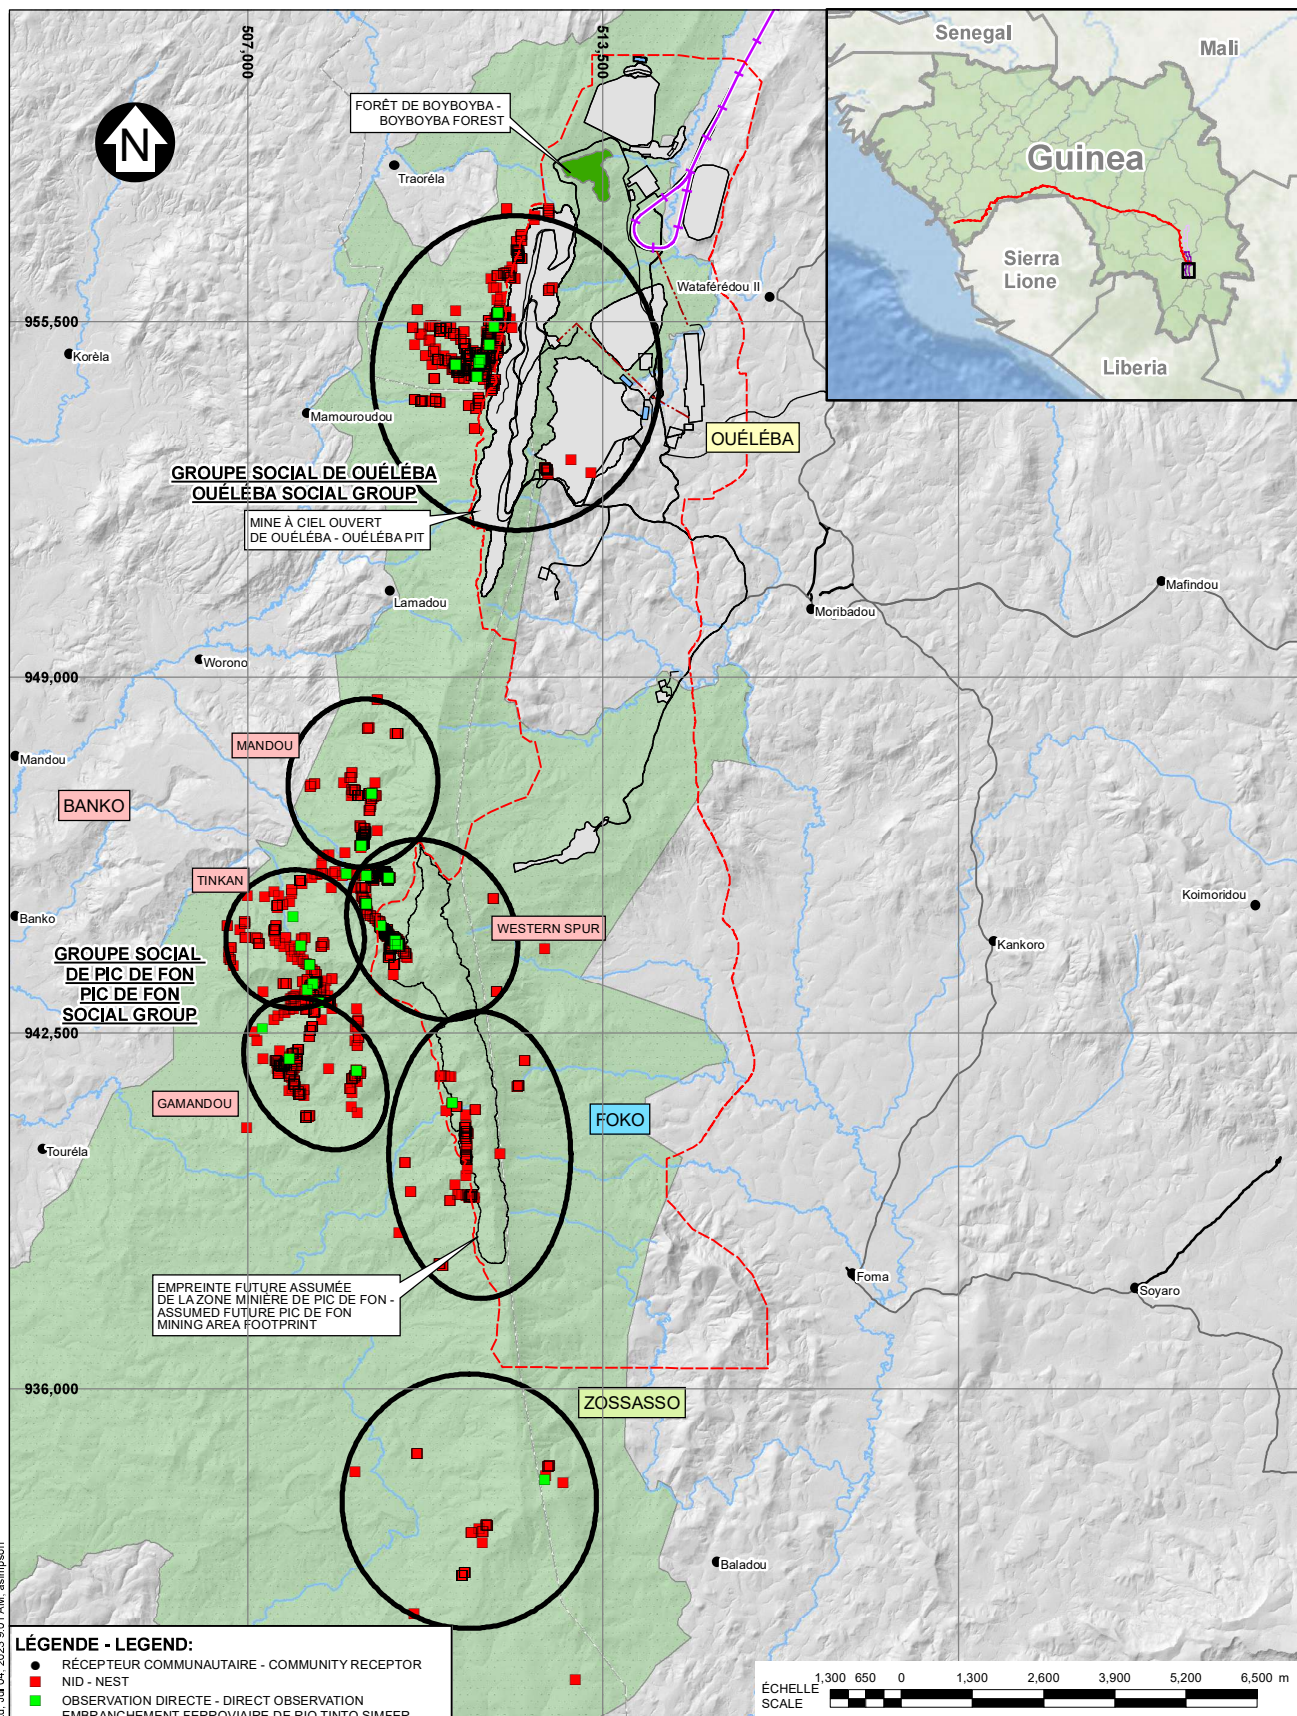 507,000
513,500
Senegal
Mali
Guinea
Sierra
Lione
Liberia
N
FORÊT DE BOYBOYBA -
BOYBOYBA FOREST
Traoréla
Wataférédou II
955,500
Korèla
Mamouroudou
OUÉLÉBA
GROUPE SOCIAL DE OUÉLÉBA
OUÉLÉBA SOCIAL GROUP
MINE À CIEL OUVERT
DE OUÉLÉBA - OUÉLÉBA PIT
Lamadou
Mafindou
Moribadou
Worono
949,000
MANDOU
Mandou
BANKO
TINKAN
Banko
Koimoridou
WESTERN SPUR
Kankoro
GROUPE SOCIAL
DE PIC DE FON
PIC DE FON
SOCIAL GROUP
942,500
GAMANDOU
FOKO
Touréla
Foma
Soyaro
EMPREINTE FUTURE ASSUMÉE
DE LA ZONE MINIÈRE DE PIC DE FON -
ASSUMED FUTURE PIC DE FON
MINING AREA FOOTPRINT
936,000
ZOSSASSO
Baladou
LÉGENDE - LEGEND:
RÉCEPTEUR COMMUNAUTAIRE - COMMUNITY RECEPTOR
NID - NEST
OBSERVATION DIRECTE - DIRECT OBSERVATION
EMBRANCHEMENT FERROVIAIRE DE RIO TINTO SIMFER
ÉCHELLE
SCALE
1,300 650 0 1,300 2,600 3,900 5,200 6,500 m